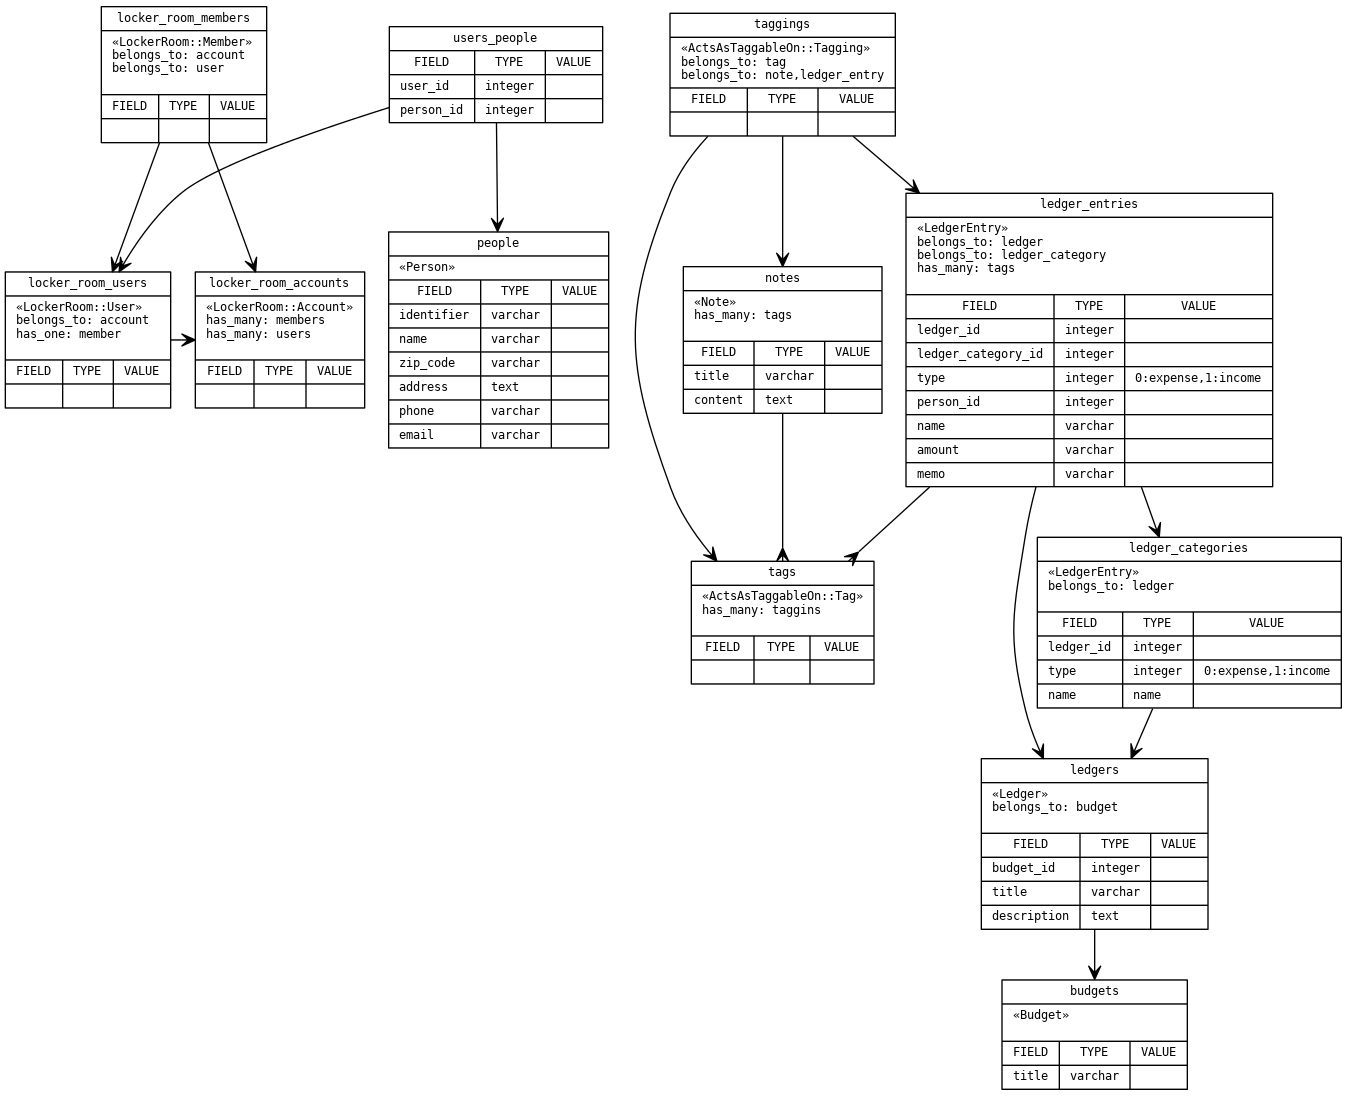 locker_room_members
«LockerRoom::Member»
belongs_to: account
belongs_to: user
FIELD TYPE VALUE
users_people
FIELD TYPE VALUE
user_id integer
person_id integer
taggings
«ActsAsTaggableOn::Tagging»
belongs_to: tag
belongs_to: note,ledger_entry
FIELD TYPE VALUE
locker_room_users
«LockerRoom::User»
belongs_to: account
has_one: member
FIELD TYPE VALUE
locker_room_accounts
«LockerRoom::Account»
has_many: members
has_many: users
FIELD TYPE VALUE
people
«Person»
FIELD TYPE VALUE
identifier varchar
name varchar
zip_code varchar
address text
phone varchar
email varchar
notes
«Note»
has_many: tags
FIELD TYPE VALUE
title varchar
content text
ledger_entries
«LedgerEntry»
belongs_to: ledger
belongs_to: ledger_category
has_many: tags
FIELD TYPE VALUE
ledger_id integer
ledger_category_id integer
type integer 0:expense,1:income
person_id integer
name varchar
amount varchar
memo varchar
tags
«ActsAsTaggableOn::Tag»
has_many: taggins
FIELD TYPE VALUE
ledger_categories
«LedgerEntry»
belongs_to: ledger
FIELD TYPE VALUE
ledger_id integer
type integer 0:expense,1:income
name name
ledgers
«Ledger»
belongs_to: budget
FIELD TYPE VALUE
budget_id integer
title varchar
description text
budgets
«Budget»
FIELD TYPE VALUE
title varchar